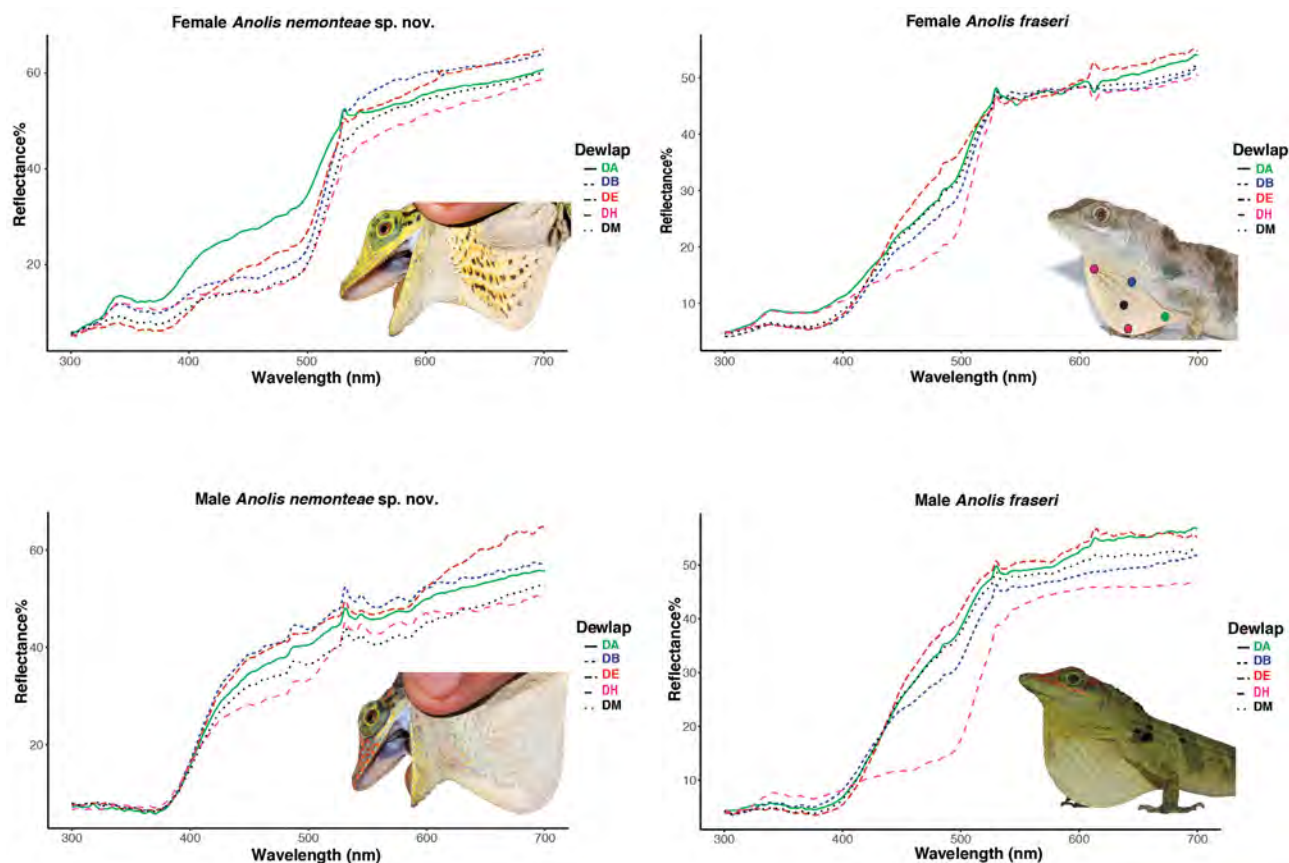 Female Anolis nemonteae sp. nov.
Reflectance%
60
40
20
300
400
500
600
700
Wavelength (nm)
Dewlap
DA
DB
DE
DH
DM
Female Anolis fraseri
Reflectance%
50
40
30
20
10
300
400
500
600
700
Wavelength (nm)
Dewlap
DA
DB
DE
DH
DM
Male Anolis nemonteae sp. nov.
Reflectance%
60
40
20
300
400
500
600
700
Wavelength (nm)
Dewlap
DA
DB
DE
DH
DM
Male Anolis fraseri
Reflectance%
50
40
30
20
10
300
400
500
600
700
Wavelength (nm)
Dewlap
DA
DB
DE
DH
DM